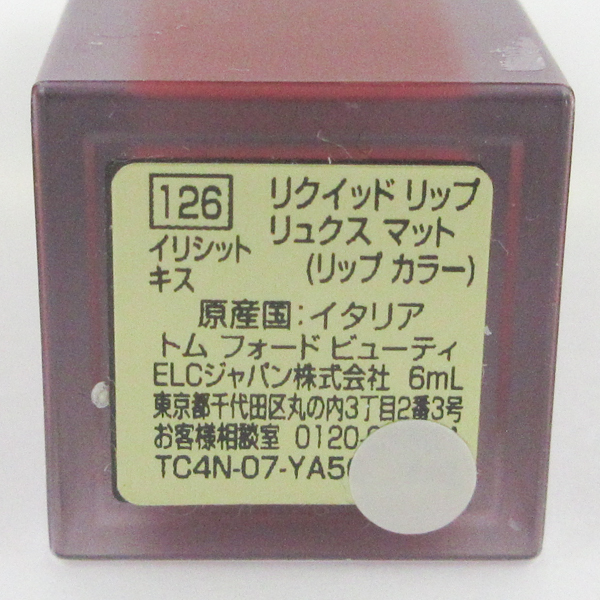 126 リクイッド リップ
イリシット リュクス マット
キス (リップ カラー)
原産国:イタリア
トム フォード ビューティ
ELCジャパン株式会社 6mL
東京都千代田区丸の内3丁目2番3号
お客様相談室 0120-
TC4N-07-YA5